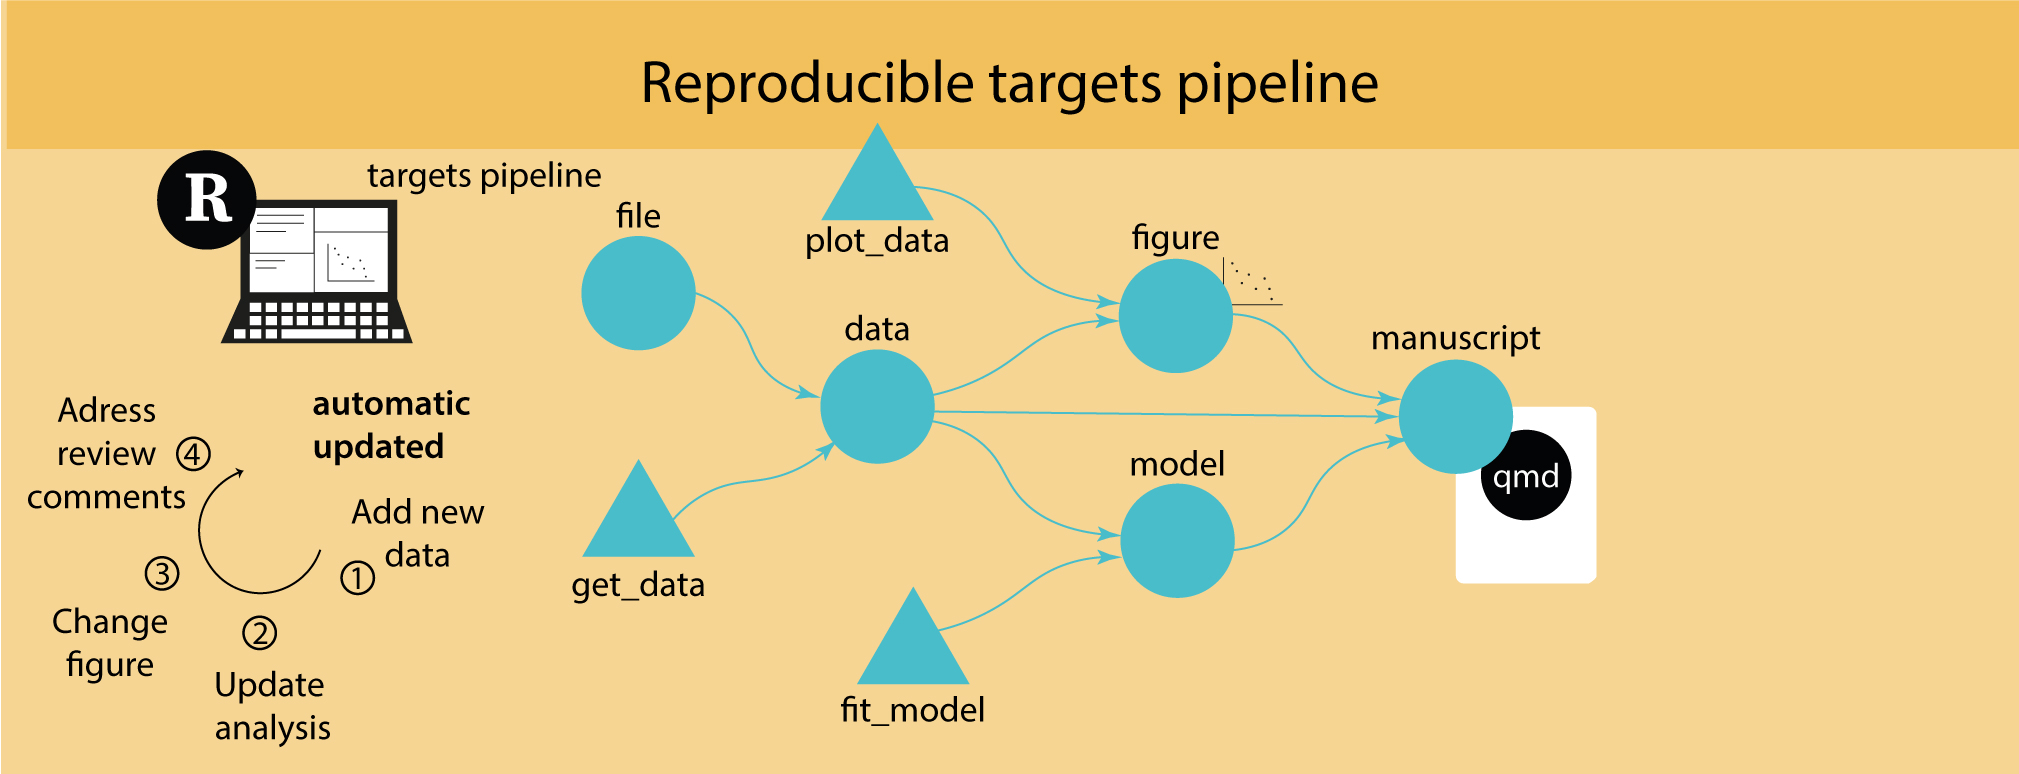 Reproducible targets pipeline
R
targets pipeline
file
plot_data
figure
data
manuscript
model
qmd
get_data
fit_model
automatic
updated
Add new
data
①
②
Update
analysis
③
Change
figure
Adress
review
comments
④